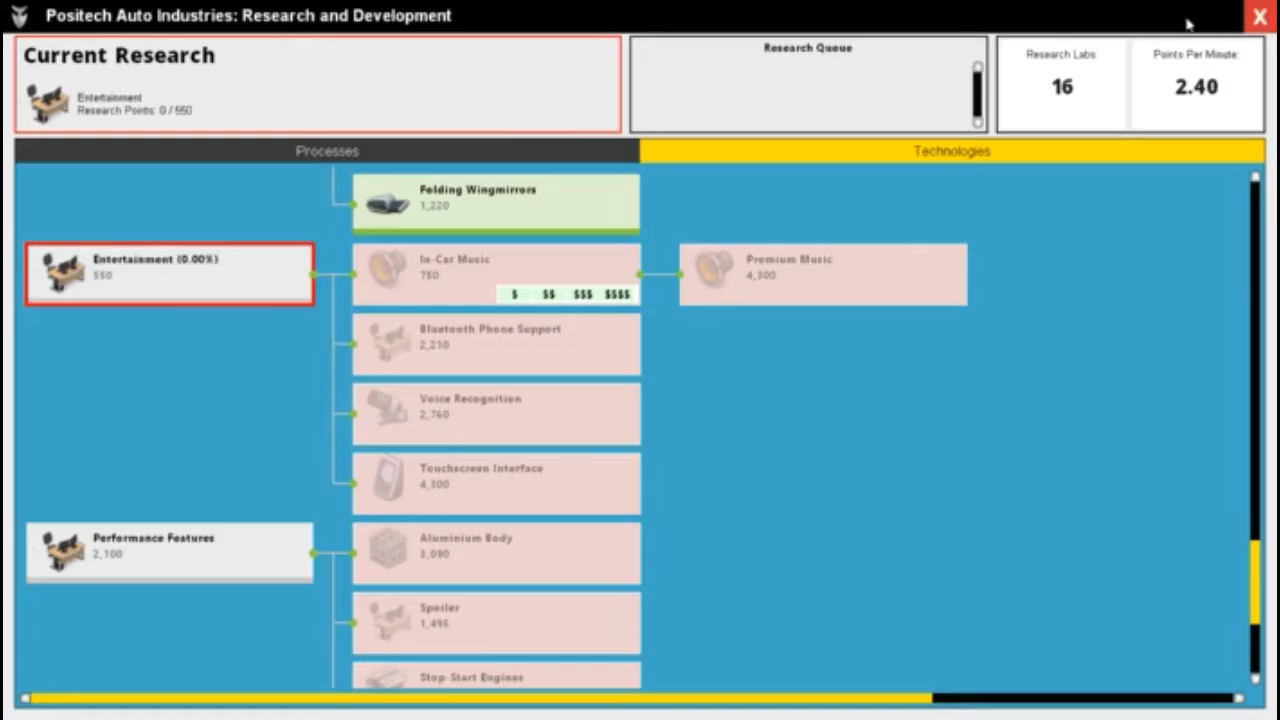 Positech Auto Industries: Research and Development
X
Current Research
Entertainment
Research Points: 0 / 550
Research Queue
Research Labs:
16
Points Per Minute:
2.40
Processes
Technologies
Folding Wingmirrors
1,220
Entertainment (0.00%)
550
In-Car Music
750
$ $$ $$$ $$$$
Premium Music
4,300
Bluetooth Phone Support
2,210
Voice Recognition
2,760
Touchscreen Interface
4,300
Performance Features
2,100
Aluminium Body
3,090
Spoiler
1,495
Stop-Start Engines